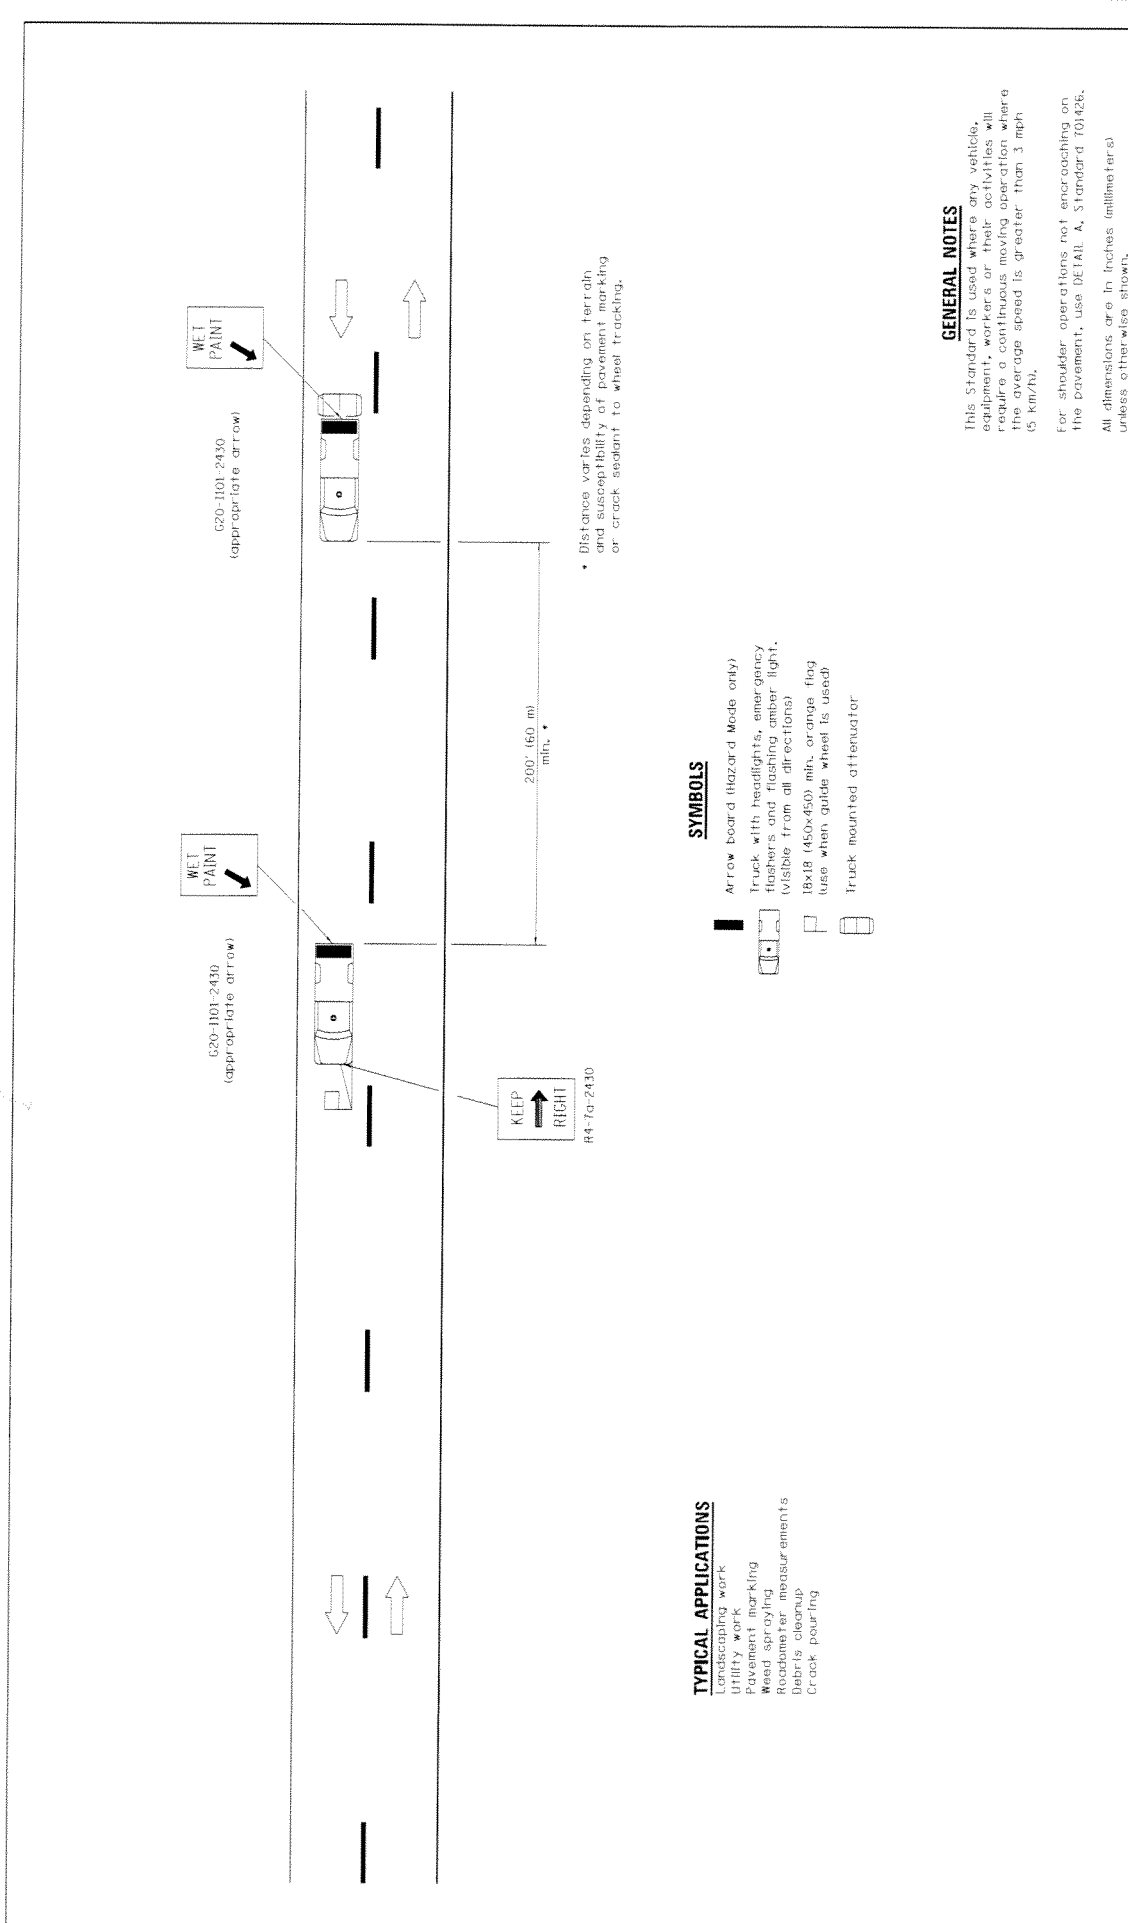 WET
PAINT
G20-I101-2430
(appropriate arrow)
WET
PAINT
G20-I101-2430
(appropriate arrow)
KEEP
RIGHT
R4-7a-2430
200' (60 m)
min. *
* Distance varies depending on terrain
and susceptibility of pavement marking
or crack sealant to wheel tracking.
TYPICAL APPLICATIONS
Landscaping work
Utility work
Pavement marking
Weed spraying
Roadometer measurements
Debris cleanup
Crack pouring
SYMBOLS
Arrow board (Hazard Mode only)
Truck with headlights, emergency
flashers and flashing amber light.
(visible from all directions)
18x18 (450x450) min. orange flag
(use when guide wheel is used)
Truck mounted attenuator
GENERAL NOTES
This Standard is used where any vehicle,
equipment, workers or their activities will
require a continuous moving operation where
the average speed is greater than 3 mph
(5 km/h).
For shoulder operations not encroaching on
the pavement, use DETAIL A, Standard 701426.
All dimensions are in inches (millimeters)
unless otherwise shown.